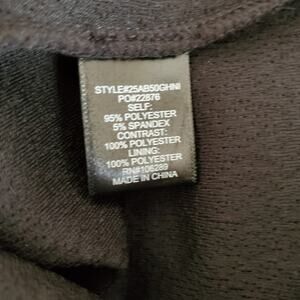 STYLE#25AB50GHNI
PO#22876
SELF:
95% POLYESTER
5% SPANDEX
CONTRAST:
100% POLYESTER
LINING:
100% POLYESTER
RN#106289
MADE IN CHINA